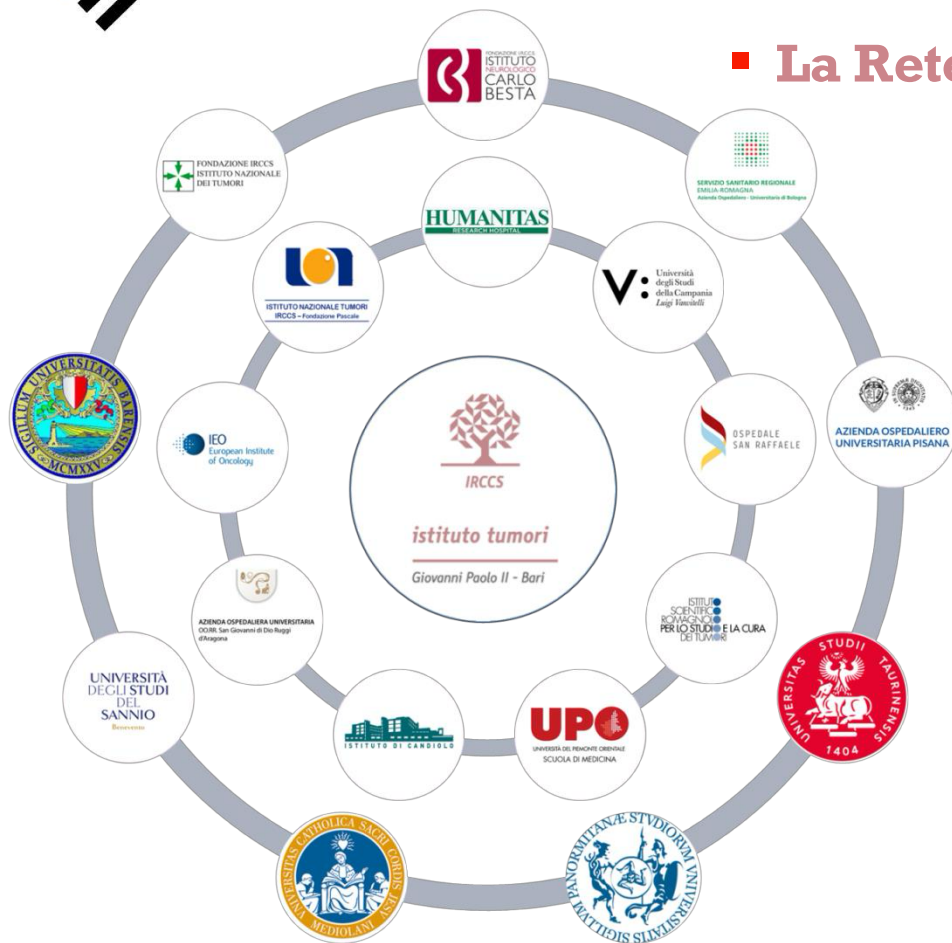 La Rete
FONDAZIONE IRCCS
ISTITUTO
NEUROLOGICO
CARLO
BESTA
FONDAZIONE IRCCS
ISTITUTO NAZIONALE
DEI TUMORI
SERVIZIO SANITARIO REGIONALE
EMILIA-ROMAGNA
Azienda Ospedaliero - Universitaria di Bologna
HUMANITAS
RESEARCH HOSPITAL
ISTITUTO NAZIONALE TUMORI
IRCCS - Fondazione Pascale
V:
Università
degli Studi
della Campania
Luigi Vanvitelli
SIGILLUM UNIVERSITATIS BARENSIS
MCMXXV
IEO
European Institute
of Oncology
IRCCS
istituto tumori
Giovanni Paolo II - Bari
OSPEDALE
SAN RAFFAELE
AZIENDA OSPEDALIERO
UNIVERSITARIA PISANA
AZIENDA OSPEDALIERA UNIVERSITARIA
OO.RR. San Giovanni di Dio Ruggi
d'Aragona
ISTITUTO
SCIENTIFICO
ROMAGNOLO
PER LO STUDIO E LA CURA
DEI TUMORI
UNIVERSITÀ
DEGLI STUDI
DEL
SANNIO
Benevento
ISTITUTO DI CANDIOLO
UPO
UNIVERSITÀ DEL PIEMONTE ORIENTALE
SCUOLA DI MEDICINA
UNIVERSITAS STUDII TAURINENSIS
1404
UNIVERSITAS CATHOLICA SACRI CORDIS JESU
MEDIOLANI
SIGILLVM PANORMITANÆ STVDIORVM VNIVERSITATIS